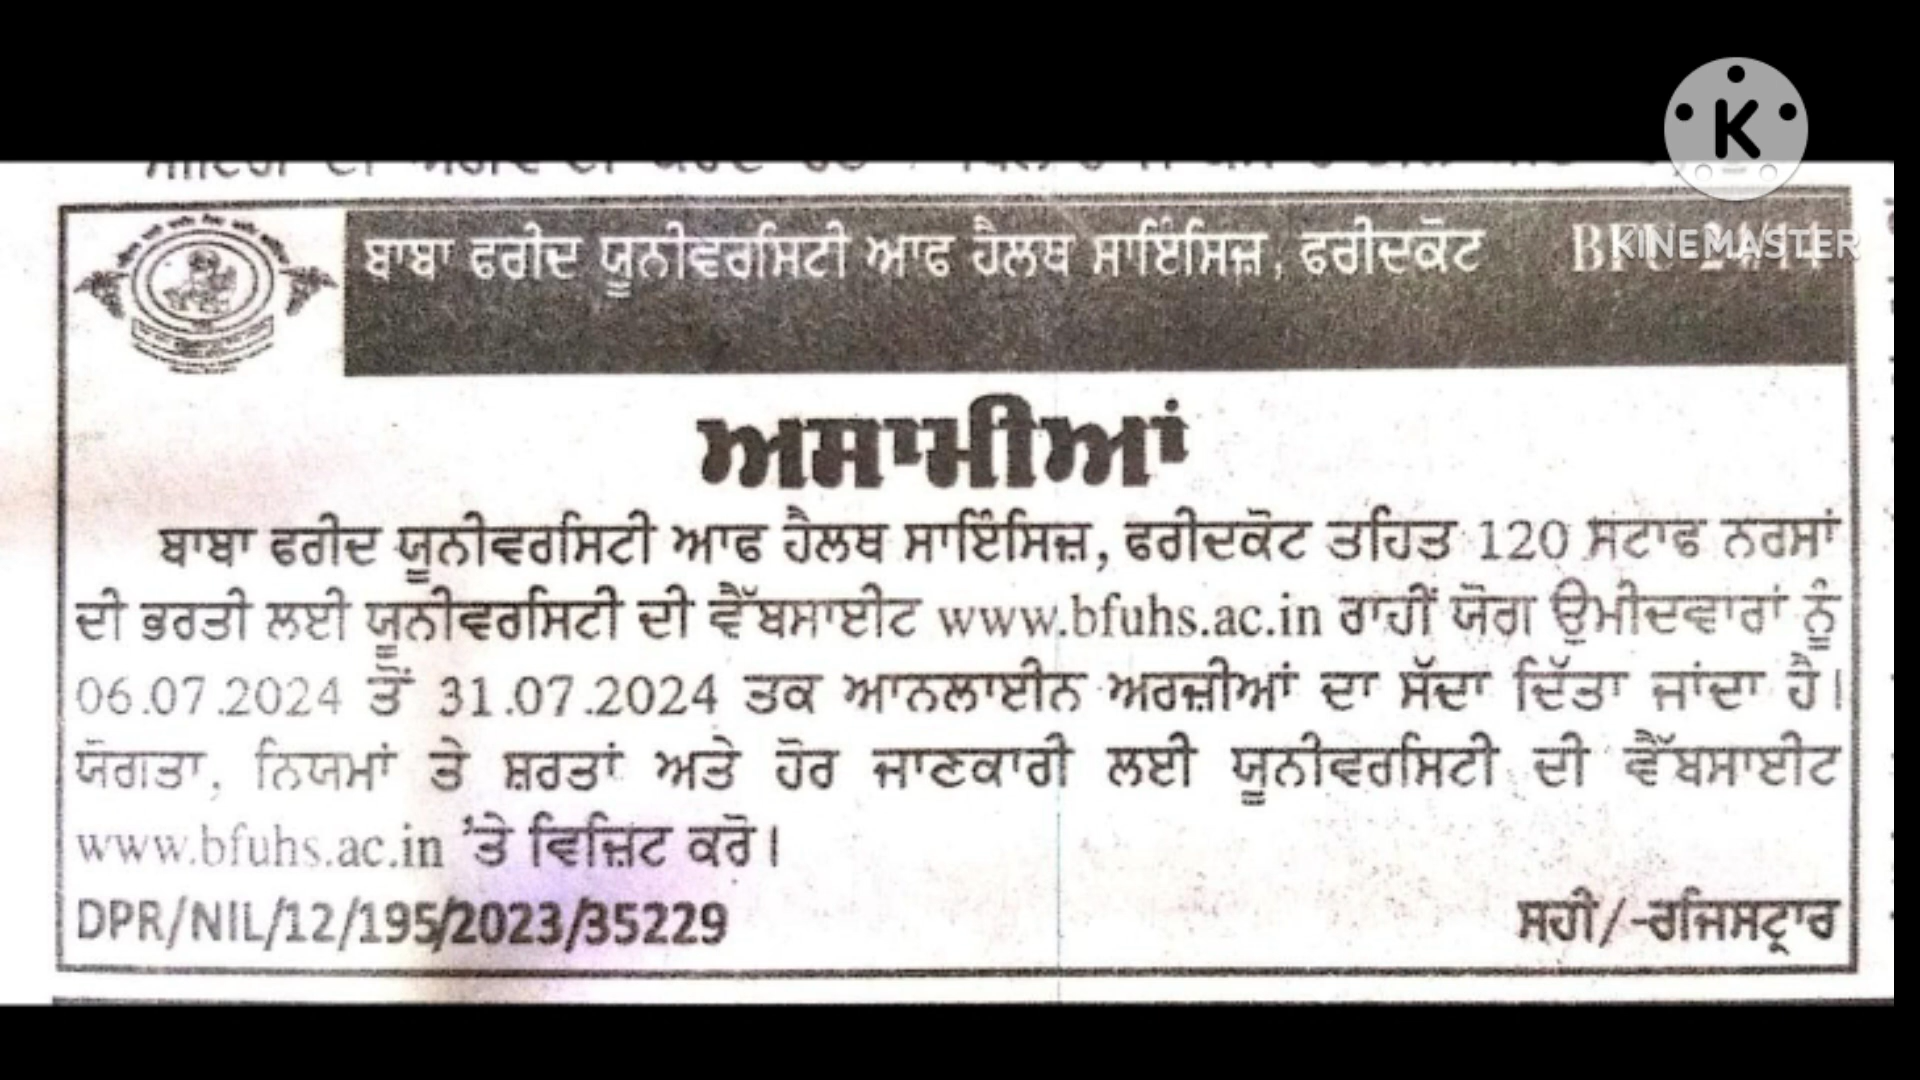 ਬਾਬਾ ਫਰੀਦ ਯੂਨੀਵਰਸਿਟੀ ਆਫ ਹੈਲਥ ਸਾਇੰਸਿਜ਼, ਫਰੀਦਕੋਟ
KINEMASTER
ਅਸਾਮੀਆਂ
ਬਾਬਾ ਫਰੀਦ ਯੂਨੀਵਰਸਿਟੀ ਆਫ ਹੈਲਥ ਸਾਇੰਸਿਜ਼, ਫਰੀਦਕੋਟ ਤਹਿਤ 120 ਸਟਾਫ ਨਰਸਾਂ
ਦੀ ਭਰਤੀ ਲਈ ਯੂਨੀਵਰਸਿਟੀ ਦੀ ਵੈੱਬਸਾਈਟ www.bfuhs.ac.in ਰਾਹੀਂ ਯੋਗ ਉਮੀਦਵਾਰਾਂ ਨੂੰ
06.07.2024 ਤੋਂ 31.07.2024 ਤਕ ਆਨਲਾਈਨ ਅਰਜ਼ੀਆਂ ਦਾ ਸੱਦਾ ਦਿੱਤਾ ਜਾਂਦਾ ਹੈ।
ਯੋਗਤਾ, ਨਿਯਮਾਂ ਤੇ ਸ਼ਰਤਾਂ ਅਤੇ ਹੋਰ ਜਾਣਕਾਰੀ ਲਈ ਯੂਨੀਵਰਸਿਟੀ ਦੀ ਵੈੱਬਸਾਈਟ
www.bfuhs.ac.in 'ਤੇ ਵਿਜ਼ਿਟ ਕਰੋ।
DPR/NIL/12/195/2023/35229 ਸਹੀ/-ਰਜਿਸਟ੍ਰਾਰ